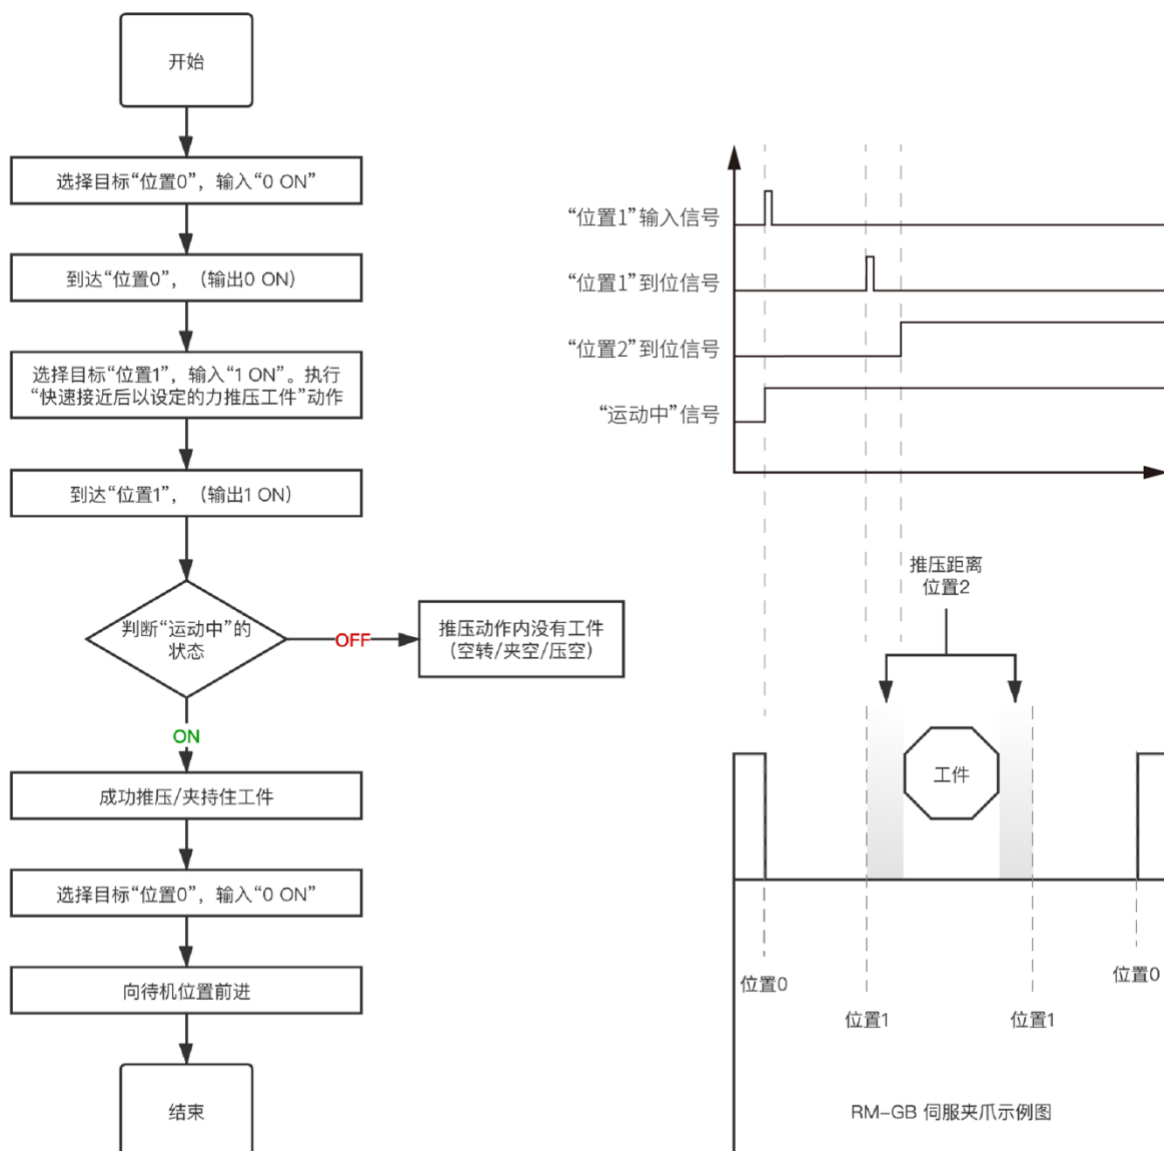 开始
选择目标“位置0”，输入“0 ON”
到达“位置0”，（输出0 ON）
选择目标“位置1”，输入“1 ON”。执行
“快速接近后以设定的力推压工件”动作
到达“位置1”，（输出1 ON）
判断“运动中”的
状态
OFF
推压动作内没有工件
（空转/夹空/压空）
ON
成功推压/夹持住工件
选择目标“位置0”，输入“0 ON”
向待机位置前进
结束
“位置1”输入信号
“位置1”到位信号
“位置2”到位信号
“运动中”信号
推压距离
位置2
工件
位置0
位置0
位置1
位置1
RM-GB 伺服夹爪示例图